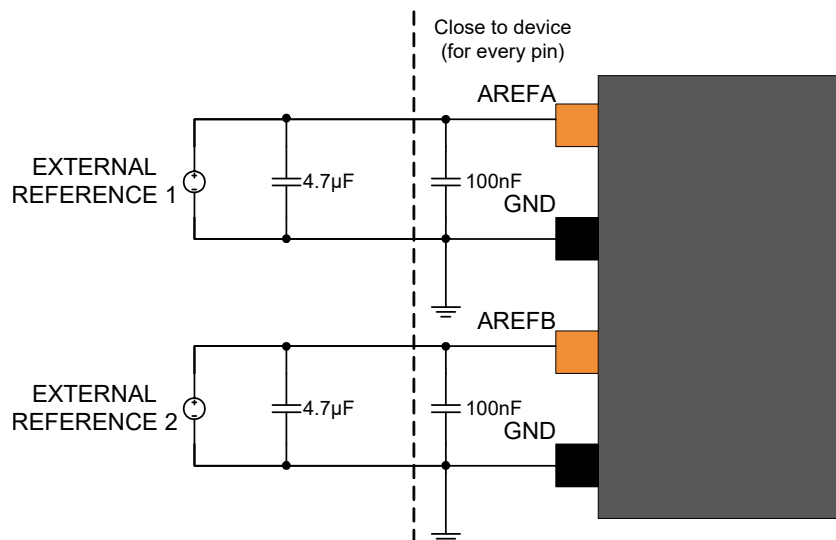 Close to device
(for every pin)
AREFA
EXTERNAL
REFERENCE 1
4.7µF
100nF
GND
AREFB
EXTERNAL
REFERENCE 2
4.7µF
100nF
GND